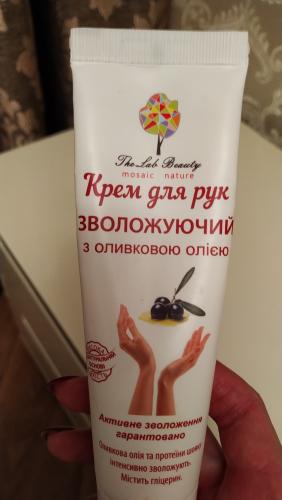 The Lab Beauty
mosaic nature
Крем для рук
ЗВОЛОЖУЮЧИЙ
з оливковою олією
Активне зволоження
гарантовано
Оливкова олія та протеїни шовку
інтенсивно зволожують.
Містить гліцерин.